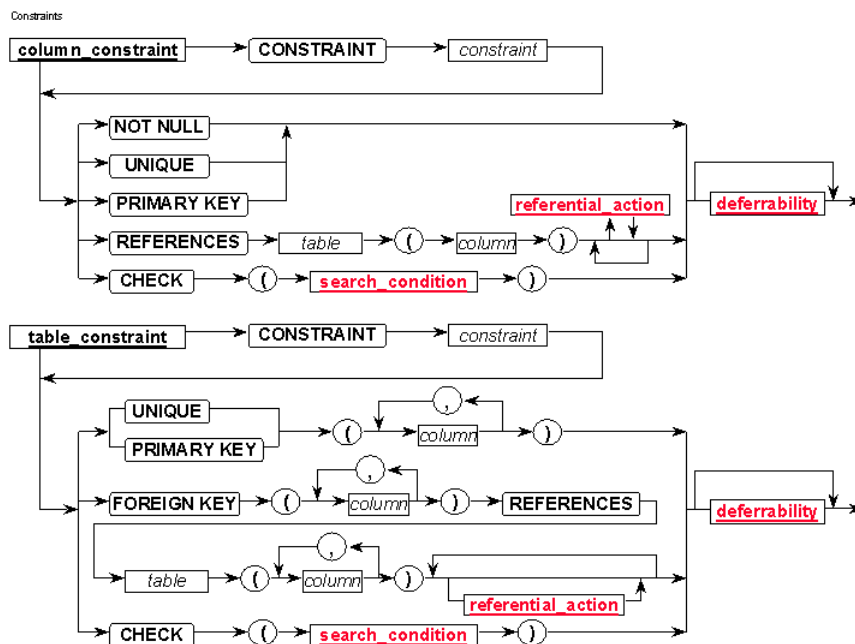 Constraints
column_constraint CONSTRAINT constraint
NOT NULL
UNIQUE
PRIMARY KEY referential_action deferrability
REFERENCES table ( column )
CHECK ( search_condition )
table_constraint CONSTRAINT constraint
,
UNIQUE
( column )
PRIMARY KEY
,
FOREIGN KEY ( column ) REFERENCES
deferrability
,
table ( column )
referential_action
CHECK ( search_condition )